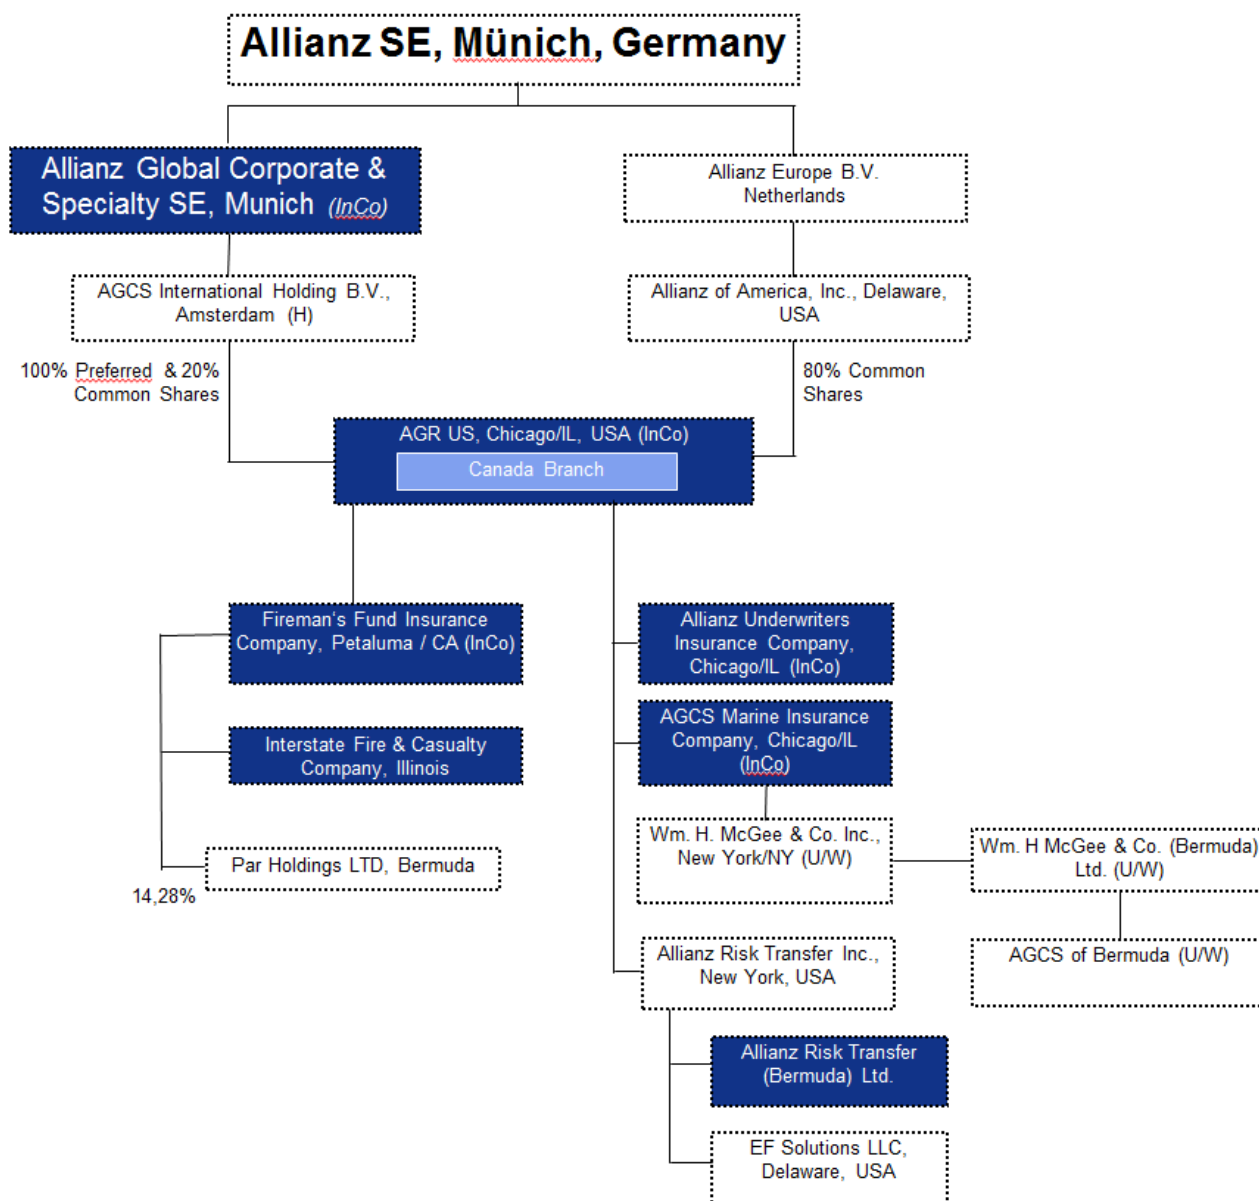 Allianz SE, Münich, Germany
Allianz Global Corporate &
Specialty SE, Munich (InCo)
Allianz Europe B.V.
Netherlands
AGCS International Holding B.V.,
Amsterdam (H)
Allianz of America, Inc., Delaware,
USA
100% Preferred & 20%
Common Shares
80% Common
Shares
AGR US, Chicago/IL, USA (InCo)
Canada Branch
Fireman's Fund Insurance
Company, Petaluma / CA (InCo)
Allianz Underwriters
Insurance Company,
Chicago/IL (InCo)
Interstate Fire & Casualty
Company, Illinois
AGCS Marine Insurance
Company, Chicago/IL
(InCo)
Par Holdings LTD, Bermuda
14,28%
Wm. H. McGee & Co. Inc.,
New York/NY (U/W)
Wm. H McGee & Co. (Bermuda)
Ltd. (U/W)
AGCS of Bermuda (U/W)
Allianz Risk Transfer Inc.,
New York, USA
Allianz Risk Transfer
(Bermuda) Ltd.
EF Solutions LLC,
Delaware, USA